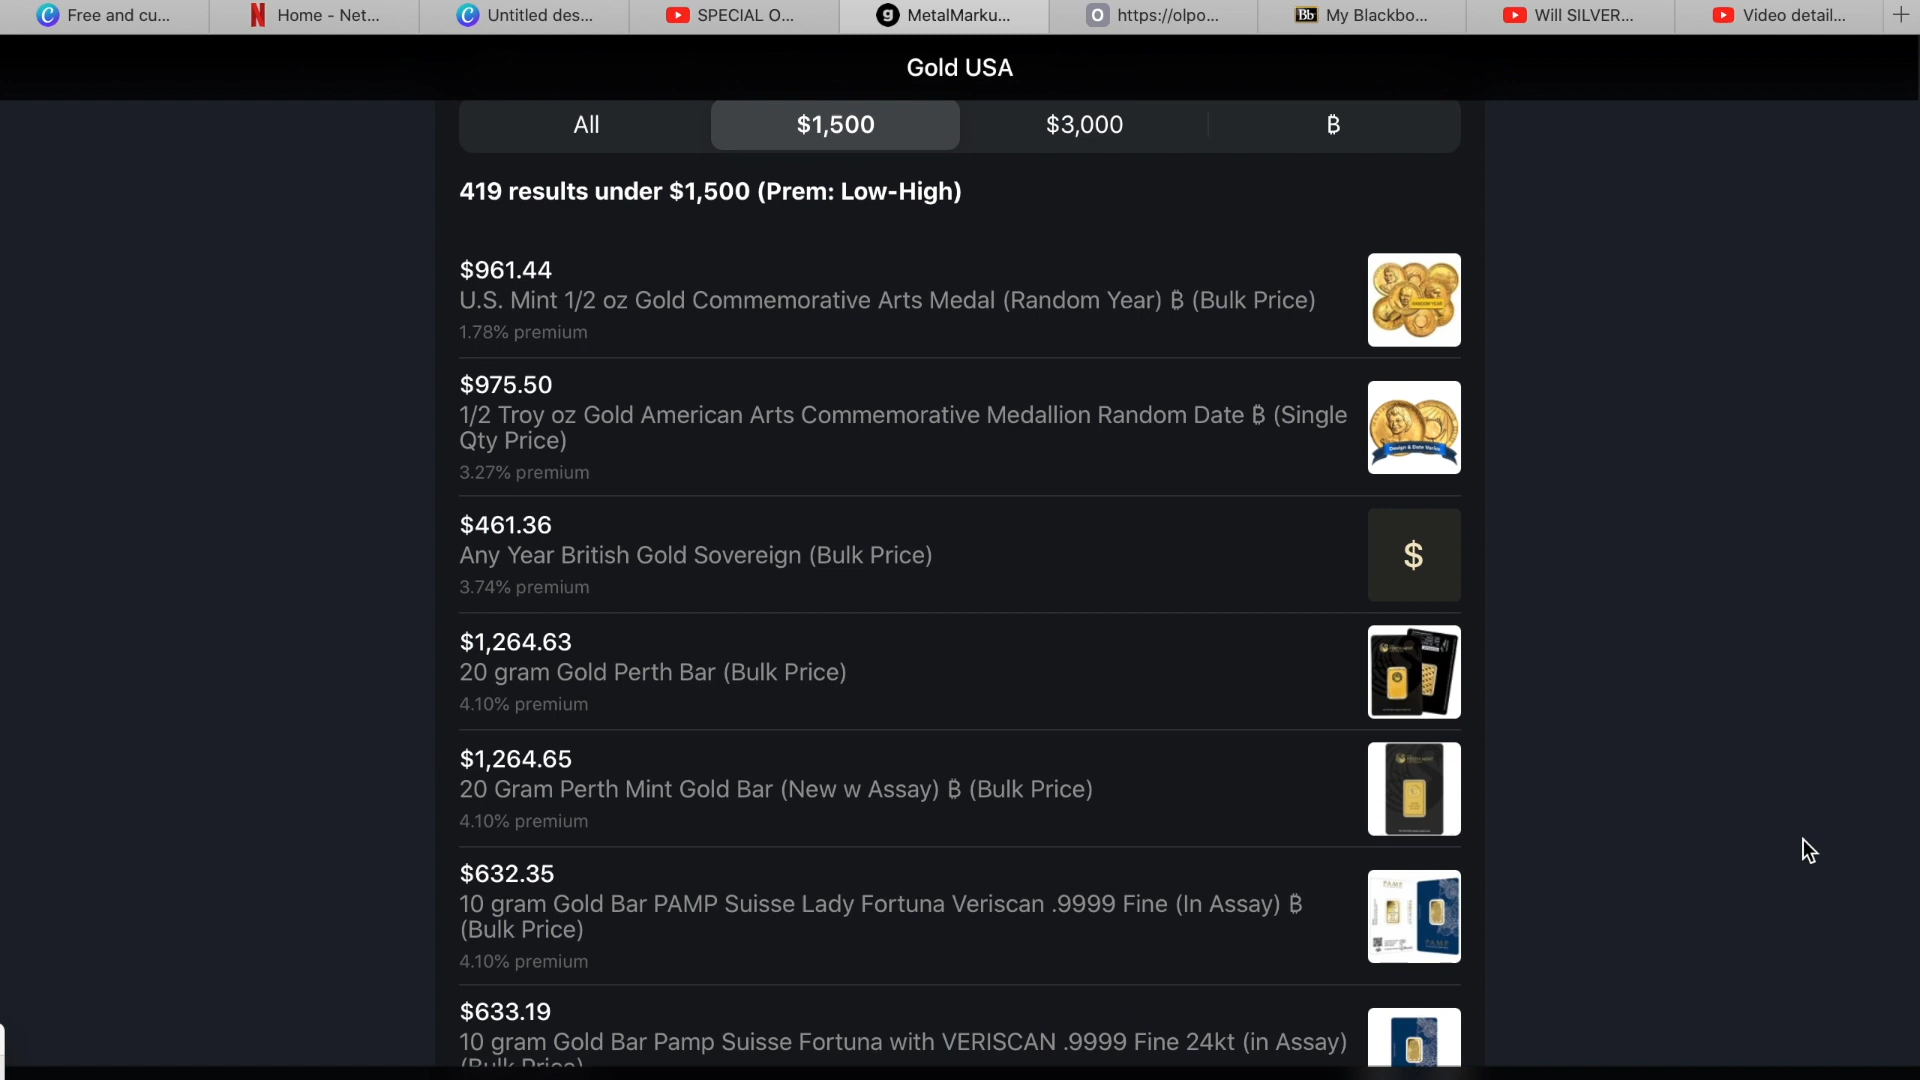 Free and cu...
Home - Net...
Untitled des...
SPECIAL O...
MetalMarku...
https://olpo...
My Blackbo...
Will SILVER...
Video detail...
Gold USA
All
$1,500
$3,000
₿
419 results under $1,500 (Prem: Low-High)
$961.44
U.S. Mint 1/2 oz Gold Commemorative Arts Medal (Random Year) ₿ (Bulk Price)
1.78% premium
$975.50
1/2 Troy oz Gold American Arts Commemorative Medallion Random Date ₿ (Single
Qty Price)
3.27% premium
$461.36
Any Year British Gold Sovereign (Bulk Price)
3.74% premium
$
$1,264.63
20 gram Gold Perth Bar (Bulk Price)
4.10% premium
$1,264.65
20 Gram Perth Mint Gold Bar (New w Assay) ₿ (Bulk Price)
4.10% premium
$632.35
10 gram Gold Bar PAMP Suisse Lady Fortuna Veriscan .9999 Fine (In Assay) ₿
(Bulk Price)
4.10% premium
$633.19
10 gram Gold Bar Pamp Suisse Fortuna with VERISCAN .9999 Fine 24kt (in Assay)
(Bulk Price)